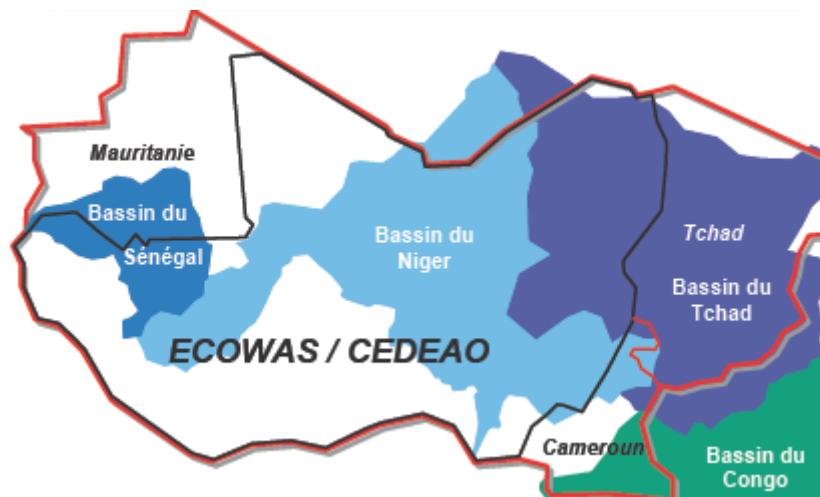 Mauritanie
Bassin du
Sénégal
Bassin du
Niger
Tchad
Bassin du
Tchad
ECOWAS / CEDEAO
Cameroun
Bassin du
Congo